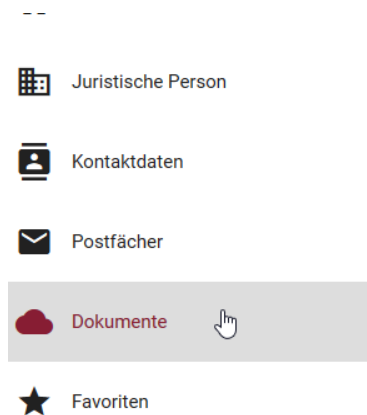 Juristische Person
Kontaktdaten
Postfächer
Dokumente
Favoriten